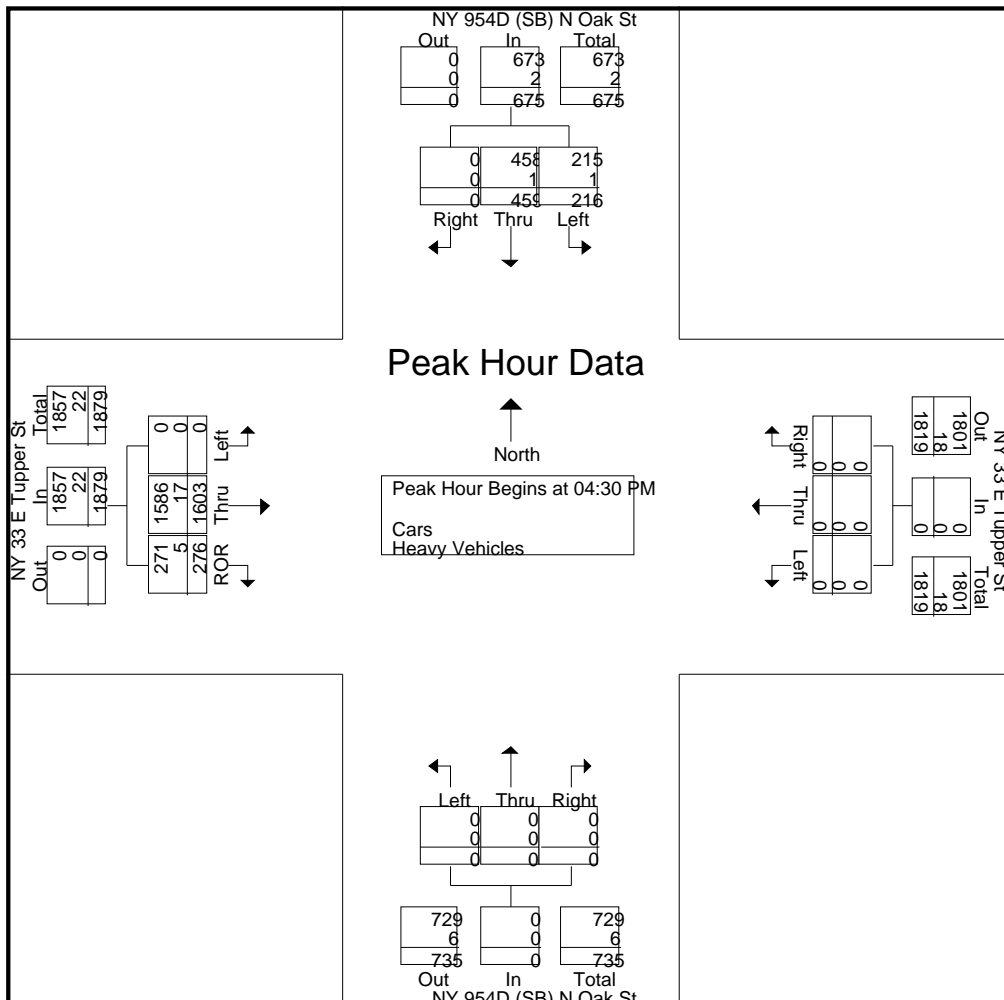 NY 954D (SB) N Oak St
Out In Total
0 673 673
0 2 2
0 675 675
0 458 215
0 1 1
0 459 216
Right Thru Left
Peak Hour Data
North
Peak Hour Begins at 04:30 PM
Cars
Heavy Vehicles
NY 33 E Tupper St
Out In Total
0 1857 1857
0 22 22
0 1879 1879
Left Thru ROR
0 1586 271
0 17 5
0 1603 276
Right Thru Left
0 0 0
0 0 0
0 0 0
NY 33 E Tupper St
Out In Total
1801 0 1801
18 0 18
1819 0 1819
Left Thru Right
0 0 0
0 0 0
0 0 0
729 0 729
6 0 6
735 0 735
Out In Total
NY 954D (SB) N Oak St